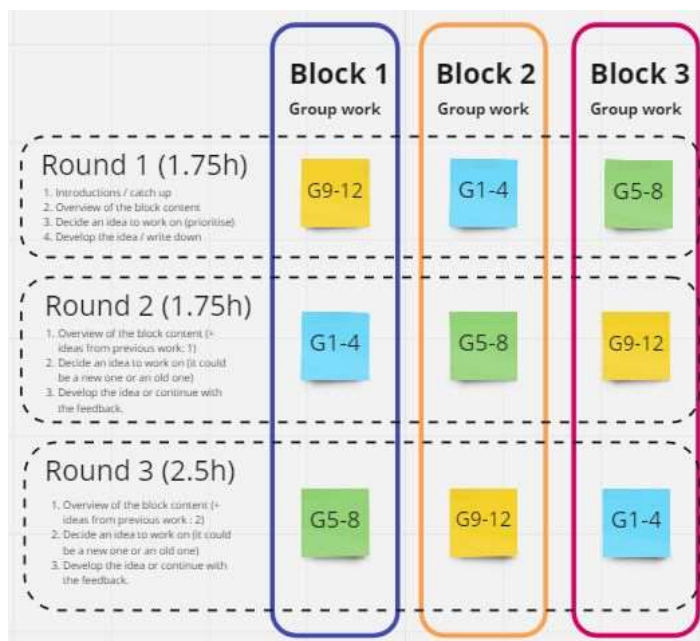 Block 1
Group work
Block 2
Group work
Block 3
Group work
Round 1 (1.75h)
1. Introductions / catch up
2. Overview of the block content
3. Decide an idea to work on (prioritise)
4. Develop the idea / write down
G9-12
G1-4
G5-8
Round 2 (1.75h)
1. Overview of the block content (+
ideas from previous work: 1)
2. Decide an idea to work on (it could
be a new one or an old one)
3. Develop the idea or continue with
the feedback.
G1-4
G5-8
G9-12
Round 3 (2.5h)
1. Overview of the block content (+
ideas from previous work : 2)
2. Decide an idea to work on (it could
be a new one or an old one)
3. Develop the idea or continue with
the feedback.
G5-8
G9-12
G1-4